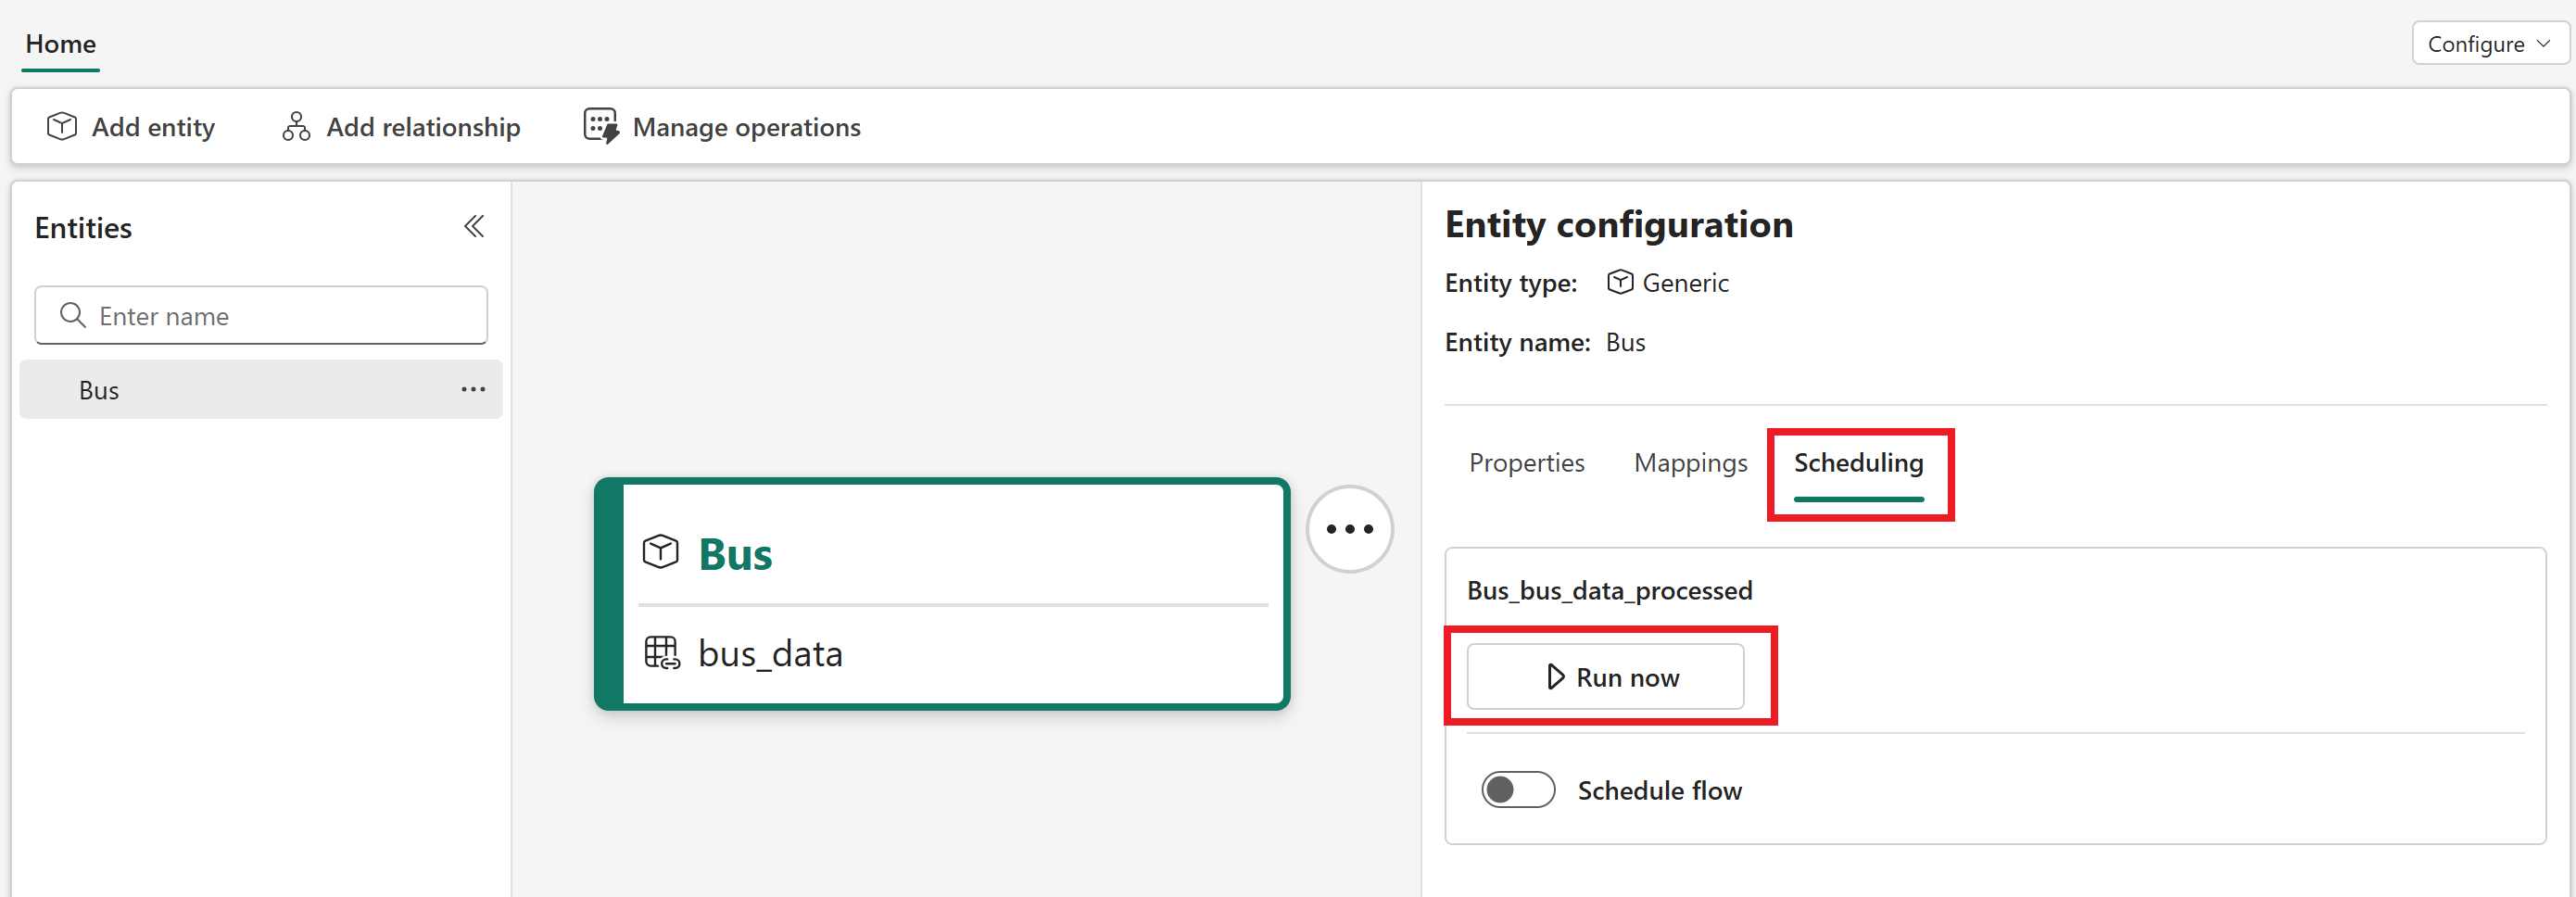 Home
Configure
Add entity
Add relationship
Manage operations
Entities
Enter name
Bus
Bus
bus_data
Entity configuration
Entity type: Generic
Entity name: Bus
Properties
Mappings
Scheduling
Bus_bus_data_processed
Run now
Schedule flow